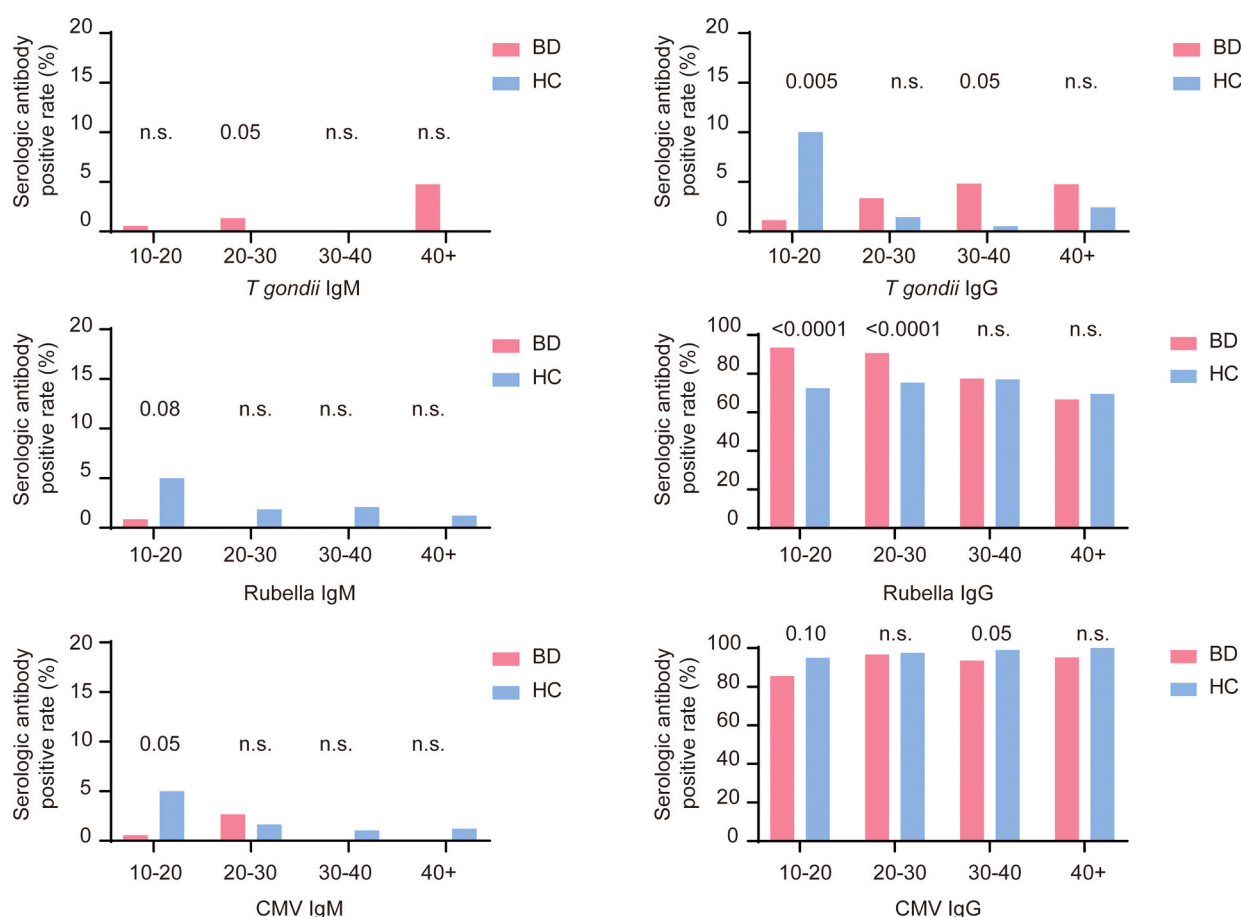 Serologic antibody
positive rate (%)
20
15
10
5
0
BD
HC
n.s. 0.05 n.s. n.s.
10-20 20-30 30-40 40+
T gondii IgM
Serologic antibody
positive rate (%)
20
15
10
5
0
BD
HC
0.005 n.s. 0.05 n.s.
10-20 20-30 30-40 40+
T gondii IgG
Serologic antibody
positive rate (%)
20
15
10
5
0
BD
HC
0.08 n.s. n.s. n.s.
10-20 20-30 30-40 40+
Rubella IgM
Serologic antibody
positive rate (%)
100
80
60
40
20
0
BD
HC
<0.0001 <0.0001 n.s. n.s.
10-20 20-30 30-40 40+
Rubella IgG
Serologic antibody
positive rate (%)
20
15
10
5
0
BD
HC
0.05 n.s. n.s. n.s.
10-20 20-30 30-40 40+
CMV IgM
Serologic antibody
positive rate (%)
100
80
60
40
20
0
BD
HC
0.10 n.s. 0.05 n.s.
10-20 20-30 30-40 40+
CMV IgG